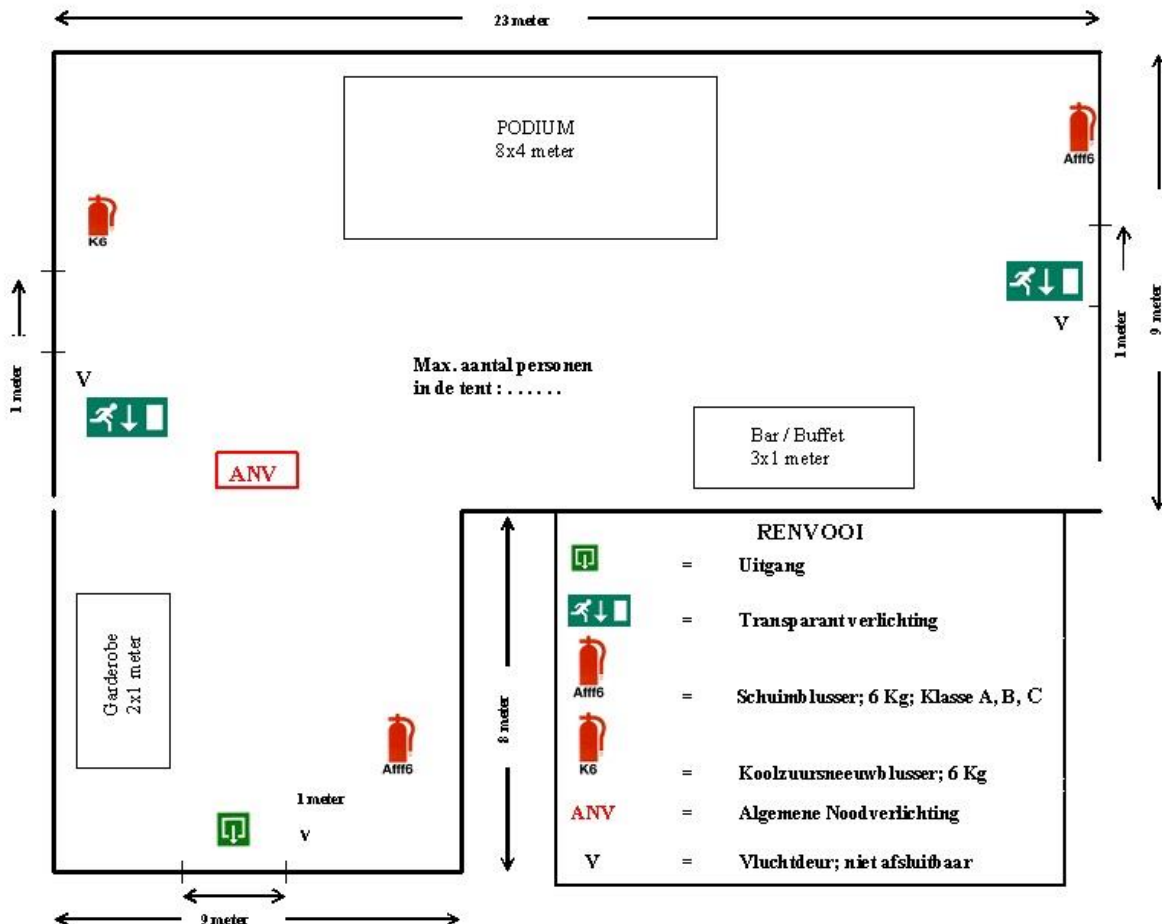 23 meter
PODIUM
8x4 meter
Afff6
K6
1 meter
V
1 meter
9 meter
Max. aantal personen
in de tent : . . . . . .
V
Bar / Buffet
3x1 meter
ANV
RENVOOI
= Uitgang
= Transparant verlichting
Afff6 = Schuimblusser; 6 Kg; Klasse A, B, C
K6 = Koolzuursneeuwblusser; 6 Kg
ANV = Algemene Noodverlichting
V = Vluchtdeur; niet afsluitbaar
Garderobe
2x1 meter
8 meter
Afff6
1 meter
V
9 meter